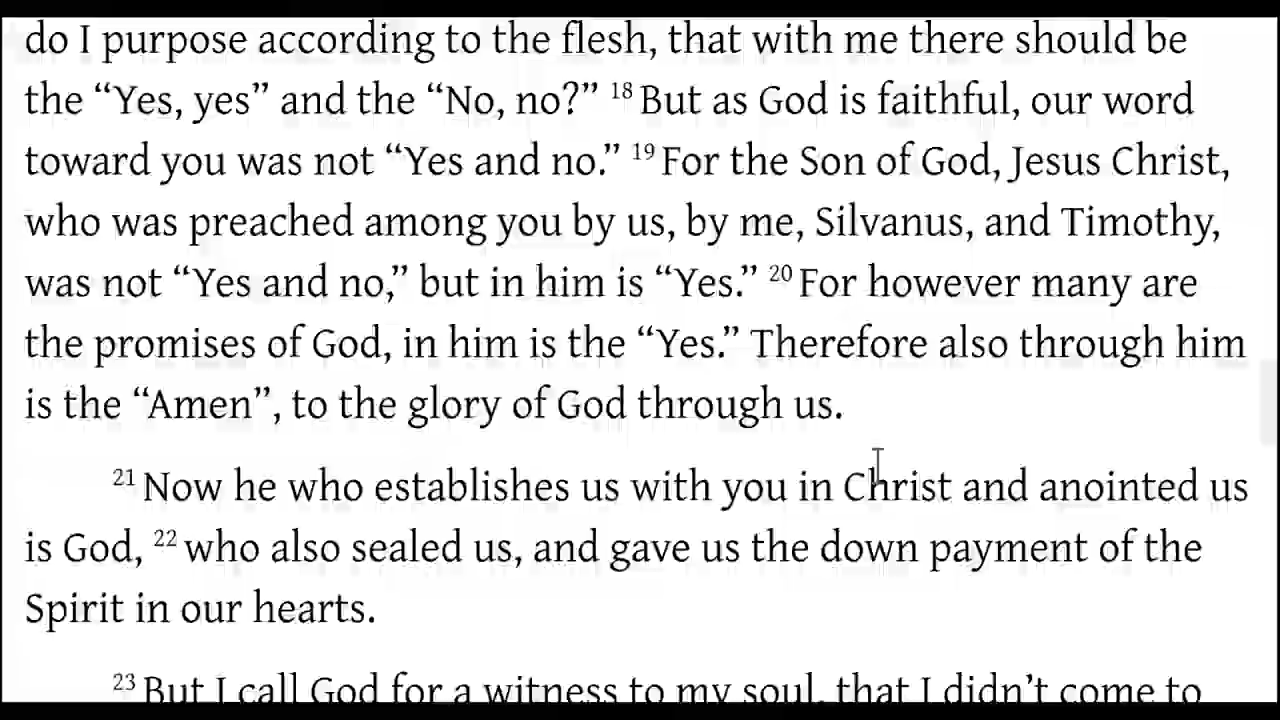 do I purpose according to the flesh, that with me there should be
the “Yes, yes” and the “No, no?” 18 But as God is faithful, our word
toward you was not “Yes and no.” 19 For the Son of God, Jesus Christ,
who was preached among you by us, by me, Silvanus, and Timothy,
was not “Yes and no,” but in him is “Yes.” 20 For however many are
the promises of God, in him is the “Yes.” Therefore also through him
is the “Amen”, to the glory of God through us.
21 Now he who establishes us with you in Christ and anointed us
is God, 22 who also sealed us, and gave us the down payment of the
Spirit in our hearts.
23 But I call God for a witness to my soul, that I didn’t come to